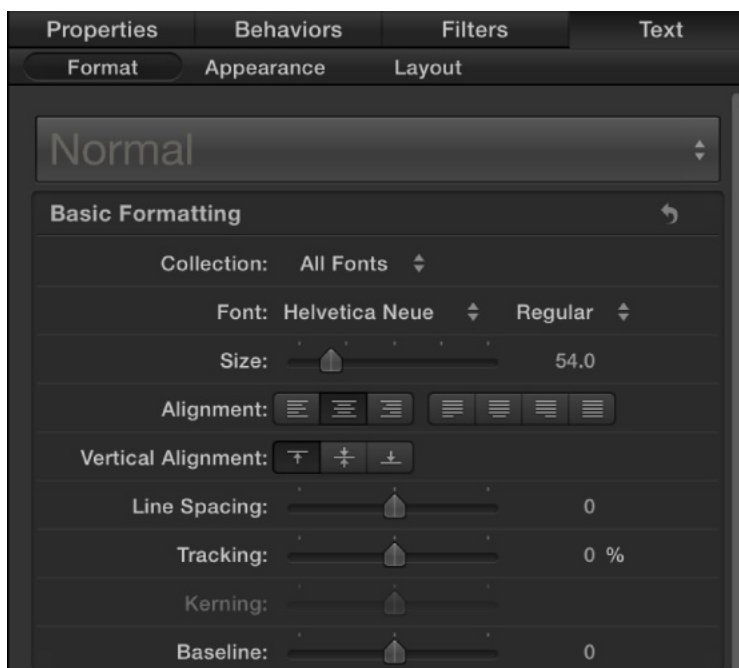 Properties Behaviors Filters Text
Format Appearance Layout
Normal
Basic Formatting
Collection: All Fonts
Font: Helvetica Neue Regular
Size: 54.0
Alignment:
Vertical Alignment:
Line Spacing: 0
Tracking: 0 %
Kerning:
Baseline: 0